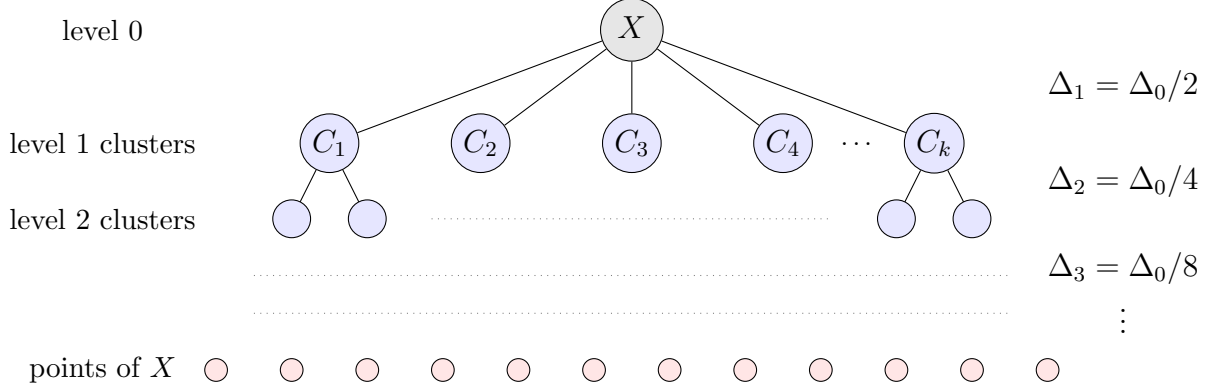 level 0
X
Δ₁ = Δ₀/2
level 1 clusters
C₁ C₂ C₃ C₄ ⋯ Cₖ
Δ₂ = Δ₀/4
level 2 clusters
Δ₃ = Δ₀/8
⋮
points of X